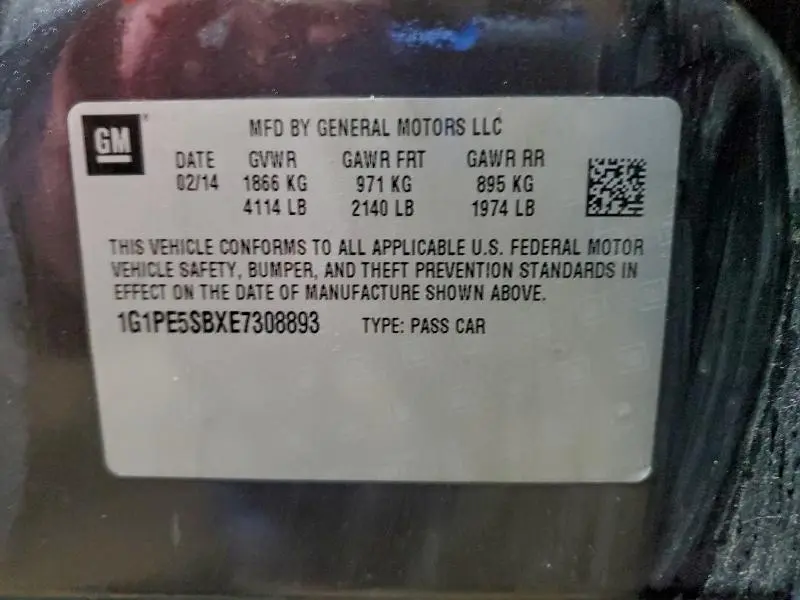 GM
MFD BY GENERAL MOTORS LLC
DATE GVWR GAWR FRT GAWR RR
02/14 1866 KG 971 KG 895 KG
4114 LB 2140 LB 1974 LB
THIS VEHICLE CONFORMS TO ALL APPLICABLE U.S. FEDERAL MOTOR
VEHICLE SAFETY, BUMPER, AND THEFT PREVENTION STANDARDS IN
EFFECT ON THE DATE OF MANUFACTURE SHOWN ABOVE.
1G1PE5SBXE7308893 TYPE: PASS CAR